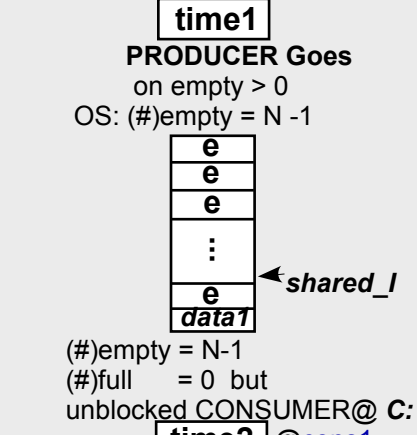 time1
PRODUCER Goes
on empty > 0
OS: (#)empty = N -1
e
e
e
⋮
shared_I
e
data1
(#)empty = N-1
(#)full = 0 but
unblocked CONSUMER@ C:
time2 @cons1